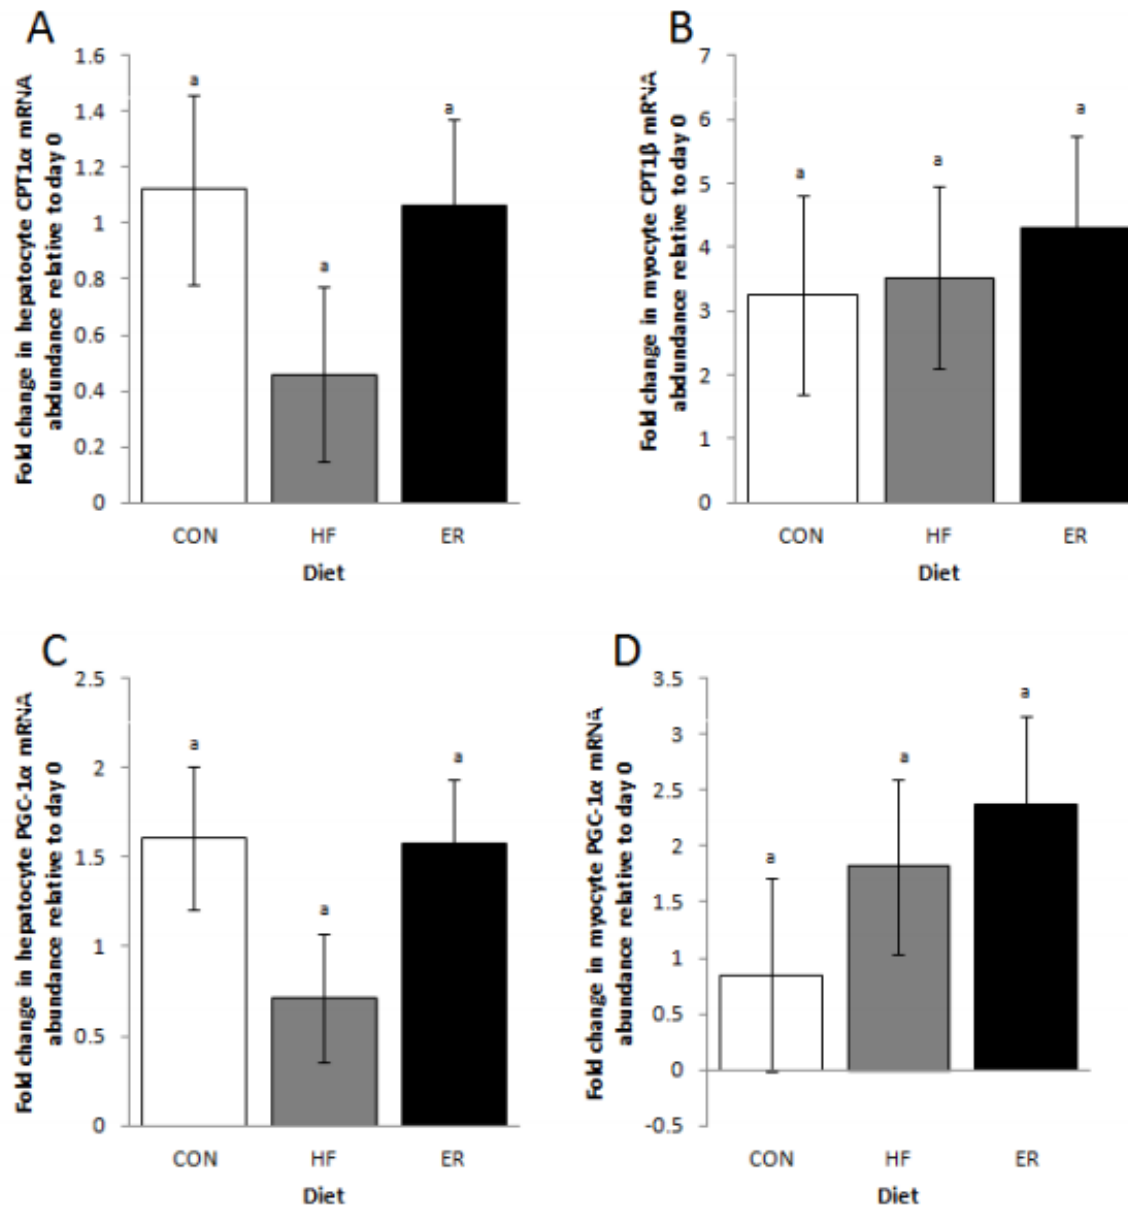 A
Fold change in hepatocyte CPT1α mRNA
abdundance relative to day 0
1.6
1.4
1.2
1
0.8
0.6
0.4
0.2
0
a
a
a
CON HF ER
Diet
B
Fold change in myocyte CPT1β mRNA
abdundance relative to day 0
7
6
5
4
3
2
1
0
a
a
a
CON HF ER
Diet
C
Fold change in hepatocyte PGC-1α mRNA
abundance relative to day 0
2.5
2
1.5
1
0.5
0
a
a
a
CON HF ER
Diet
D
Fold change in myocyte PGC-1α mRNA
abundance relative to day 0
3.5
3
2.5
2
1.5
1
0.5
0
-0.5
a
a
a
CON HF ER
Diet